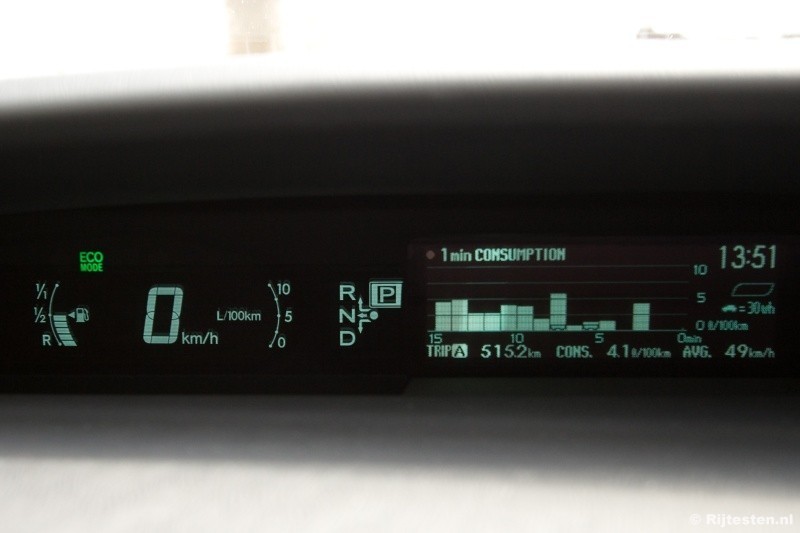 ECO
MODE
1/1
1/2
R
0 km/h
L/100km
10
5
0
R
N
D
P
1 min CONSUMPTION
13:51
10
5
0 ℓ/100km
15 10 5 0min
= 30Wh
TRIP A 515.2km CONS. 4.1ℓ/100km AVG. 49km/h
© Rijtesten.nl